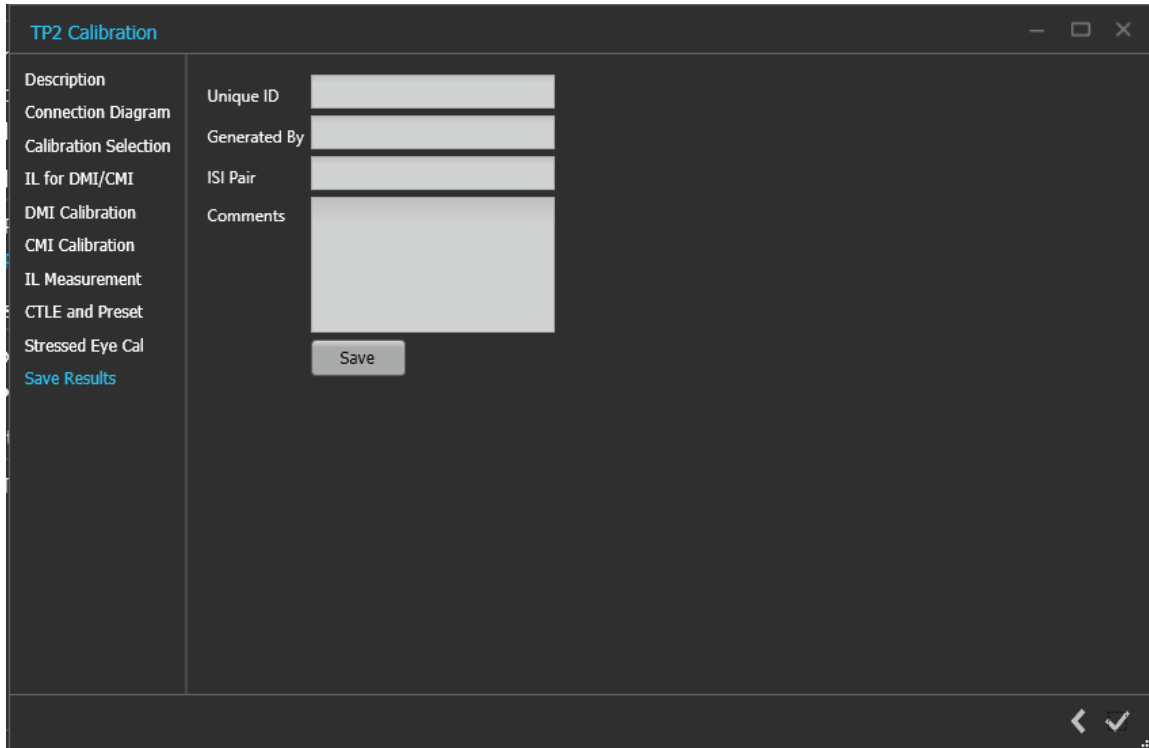 TP2 Calibration
Description
Connection Diagram
Calibration Selection
IL for DMI/CMI
DMI Calibration
CMI Calibration
IL Measurement
CTLE and Preset
Stressed Eye Cal
Save Results
Unique ID
Generated By
ISI Pair
Comments
Save